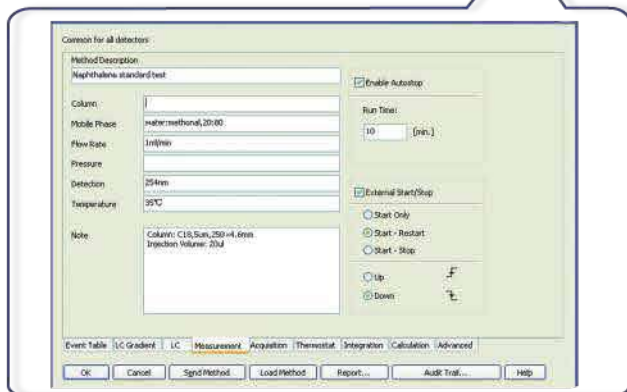 Common for all detectors:
Method Description
Naphthalene standard test
Column
Mobile Phase water:methonal,20:80
Flow Rate 1ml/min
Pressure
Detection 254nm
Temperature 35℃
Note Column: C18,5um,250×4.6mm
Injection Volume: 20ul
Enable Autostop
Run Time:
10 [min.]
External Start/Stop
Start Only
Start - Restart
Start - Stop
Up
Down
Event Table LC Gradient LC Measurement Acquisition Thermostat Integration Calculation Advanced
OK Cancel Send Method Load Method Report... Audit Trail... Help